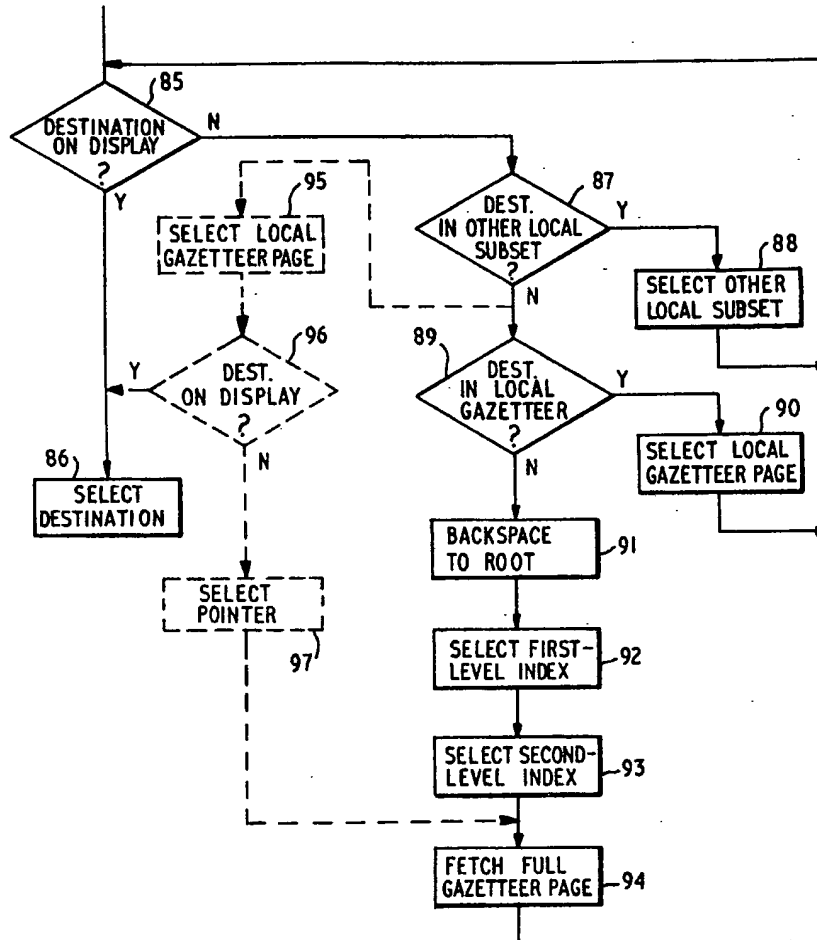 85
DESTINATION
ON DISPLAY
?
N
Y
95
SELECT LOCAL
GAZETTEER PAGE
87
DEST.
IN OTHER LOCAL
SUBSET
?
Y
N
88
SELECT OTHER
LOCAL SUBSET
96
DEST.
ON DISPLAY
?
Y
N
89
DEST.
IN LOCAL
GAZETTEER
?
Y
N
90
SELECT LOCAL
GAZETTEER PAGE
86
SELECT
DESTINATION
BACKSPACE
TO ROOT
91
SELECT
POINTER
97
SELECT FIRST-
LEVEL INDEX
92
SELECT SECOND-
LEVEL INDEX
93
FETCH FULL
GAZETTEER PAGE
94